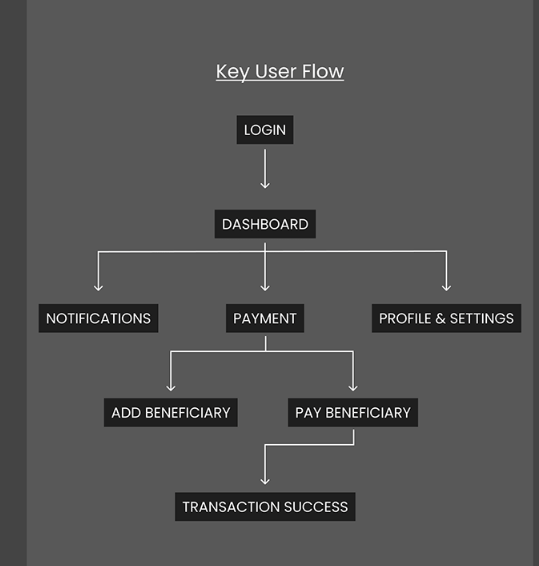 Key User Flow
LOGIN
DASHBOARD
NOTIFICATIONS
PAYMENT
PROFILE & SETTINGS
ADD BENEFICIARY
PAY BENEFICIARY
TRANSACTION SUCCESS